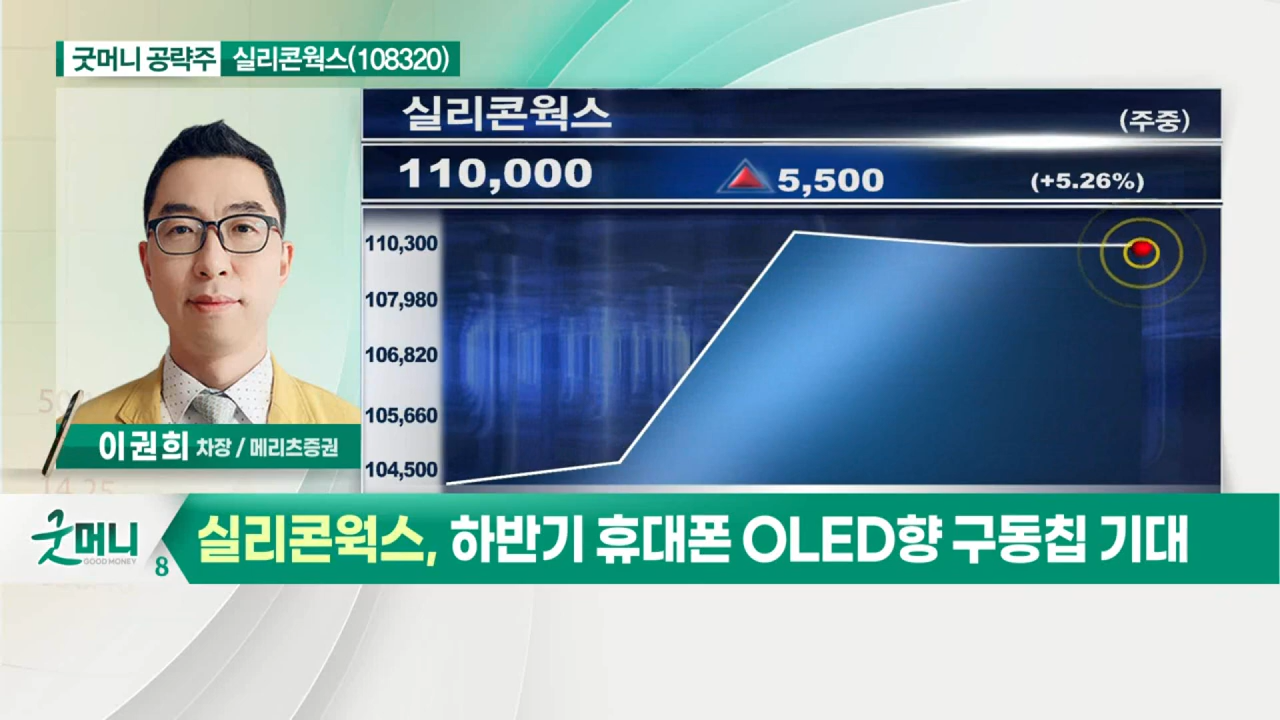 굿머니 공략주 실리콘웍스(108320)
실리콘웍스 (주중)
110,000 ▲ 5,500 (+5.26%)
110,300
107,980
106,820
105,660
104,500
이권희 차장 / 메리츠증권
14.25
굿머니
GOOD MONEY
8
실리콘웍스, 하반기 휴대폰 OLED향 구동칩 기대